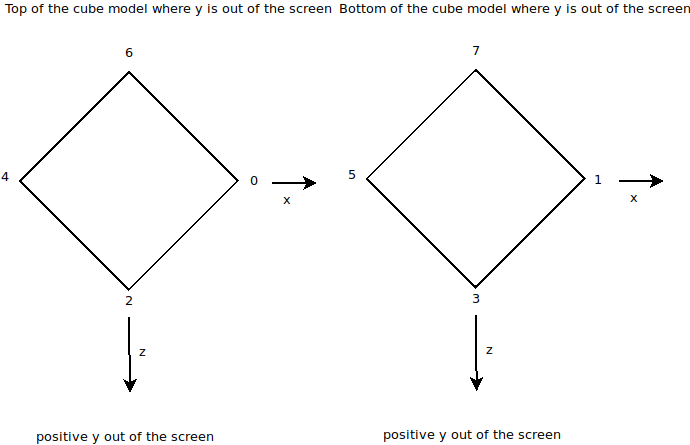 Top of the cube model where y is out of the screen
Bottom of the cube model where y is out of the screen
6
7
4
0
x
5
1
x
2
3
z
z
positive y out of the screen
positive y out of the screen